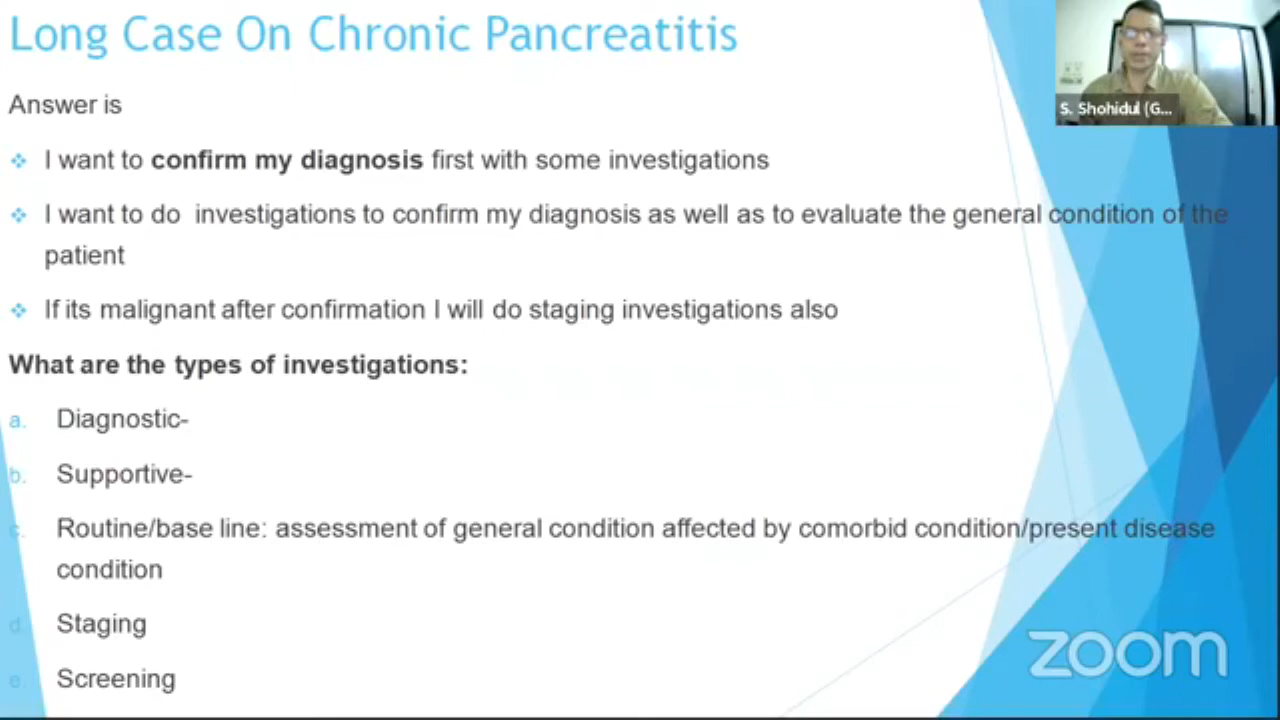 Long Case On Chronic Pancreatitis
S. Shohidul (G...
Answer is
❖ I want to confirm my diagnosis first with some investigations
❖ I want to do investigations to confirm my diagnosis as well as to evaluate the general condition of the
patient
❖ If its malignant after confirmation I will do staging investigations also
What are the types of investigations:
a. Diagnostic-
b. Supportive-
c. Routine/base line: assessment of general condition affected by comorbid condition/present disease
condition
d. Staging
e. Screening
zoom